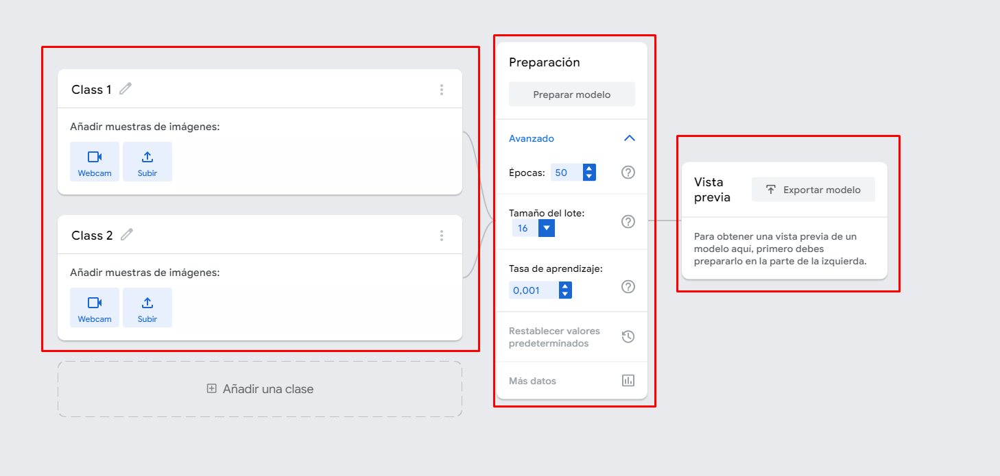 Class 1
Añadir muestras de imágenes:
Webcam
Subir
Class 2
Añadir muestras de imágenes:
Webcam
Subir
Añadir una clase
Preparación
Preparar modelo
Avanzado
Épocas: 50
Tamaño del lote:
16
Tasa de aprendizaje:
0,001
Restablecer valores
predeterminados
Más datos
Vista
previa
Exportar modelo
Para obtener una vista previa de un
modelo aquí, primero debes
prepararlo en la parte de la izquierda.